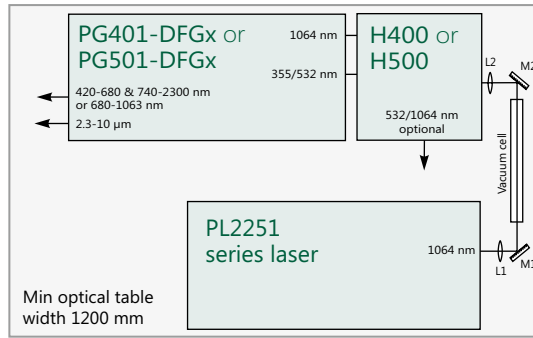 PG401-DFGx or
PG501-DFGx
420-680 & 740-2300 nm
or 680-1063 nm
2.3-10 µm
1064 nm
355/532 nm
H400 or
H500
532/1064 nm
optional
L2
M2
Vacuum cell
PL2251
series laser
1064 nm
L1
M1
Min optical table
width 1200 mm